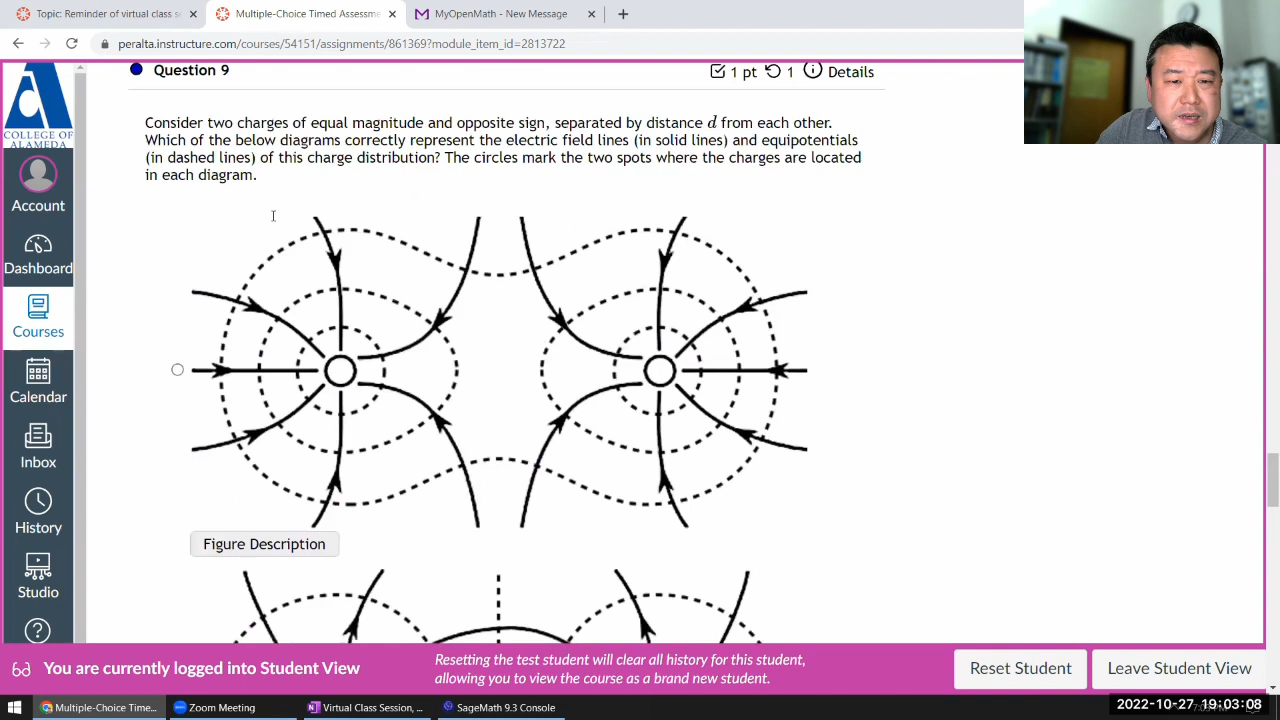 Topic: Reminder of virtual class s
Multiple-Choice Timed Assessme
MyOpenMath - New Message
peralta.instructure.com/courses/54151/assignments/861369?module_item_id=2813722
COLLEGE OF
ALAMEDA
Account
Dashboard
Courses
Calendar
Inbox
History
Studio
Question 9
1 pt 1 Details
Consider two charges of equal magnitude and opposite sign, separated by distance d from each other.
Which of the below diagrams correctly represent the electric field lines (in solid lines) and equipotentials
(in dashed lines) of this charge distribution? The circles mark the two spots where the charges are located
in each diagram.
Figure Description
You are currently logged into Student View
Resetting the test student will clear all history for this student,
allowing you to view the course as a brand new student.
Reset Student
Leave Student View
Multiple-Choice Time...
Zoom Meeting
Virtual Class Session, ...
SageMath 9.3 Console
2022-10-27 19:03:08